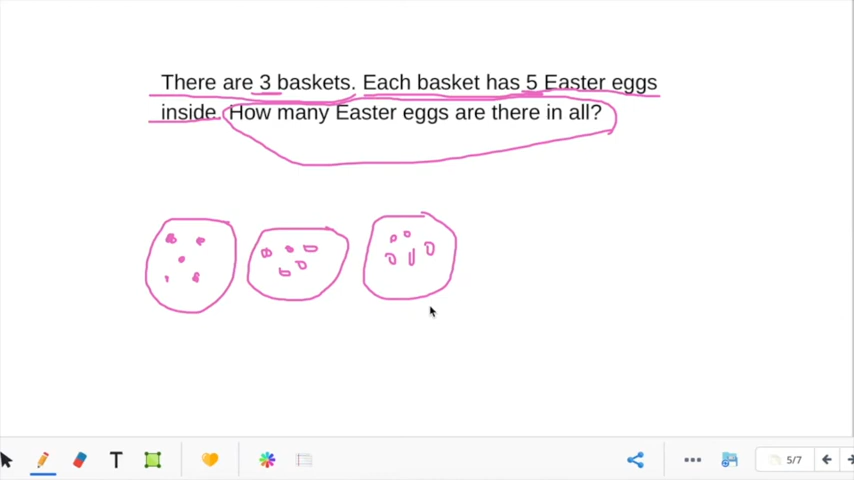 There are 3 baskets. Each basket has 5 Easter eggs
inside. How many Easter eggs are there in all?
T
5/7